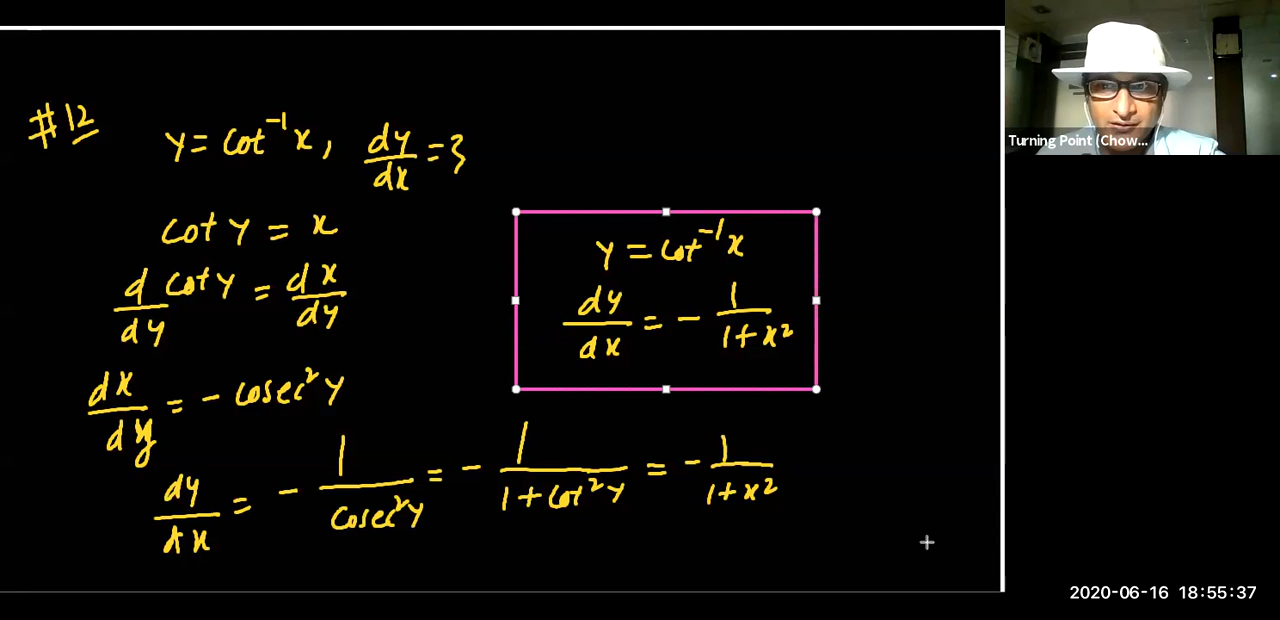 #12
y = cot⁻¹x, dy/dx = ?
cot y = x
d/dy cot y = dx/dy
dx/dy = - cosec²y
dy/dx = - 1/cosec²y = - 1/(1+cot²y) = - 1/(1+x²)
y = cot⁻¹x
dy/dx = - 1/(1+x²)
Turning Point (Chow...
2020-06-16 18:55:37